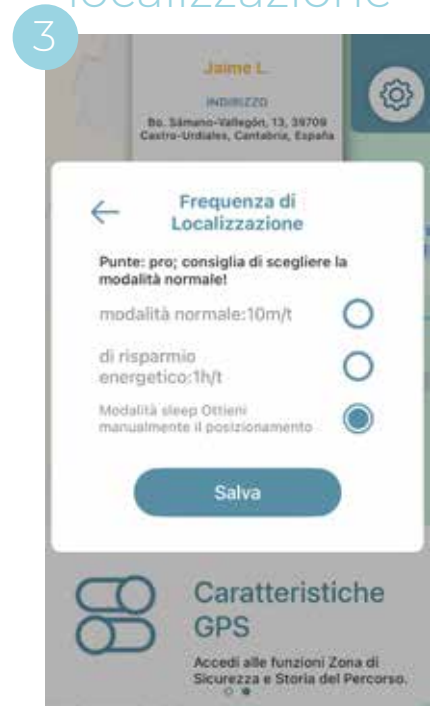 localizzazione
3
Jaime L.
INDIRIZZO
Bo. Sámano-Vallegón, 13, 39709
Castro-Urdiales, Cantabria, España
Frequenza di
Localizzazione
Punte: pro; consiglia di scegliere la
modalità normale!
modalità normale:10m/t
di risparmio
energetico:1h/t
Modalità sleep Ottieni
manualmente il posizionamento
Salva
Caratteristiche
GPS
Accedi alle funzioni Zona di
Sicurezza e Storia del Percorso.